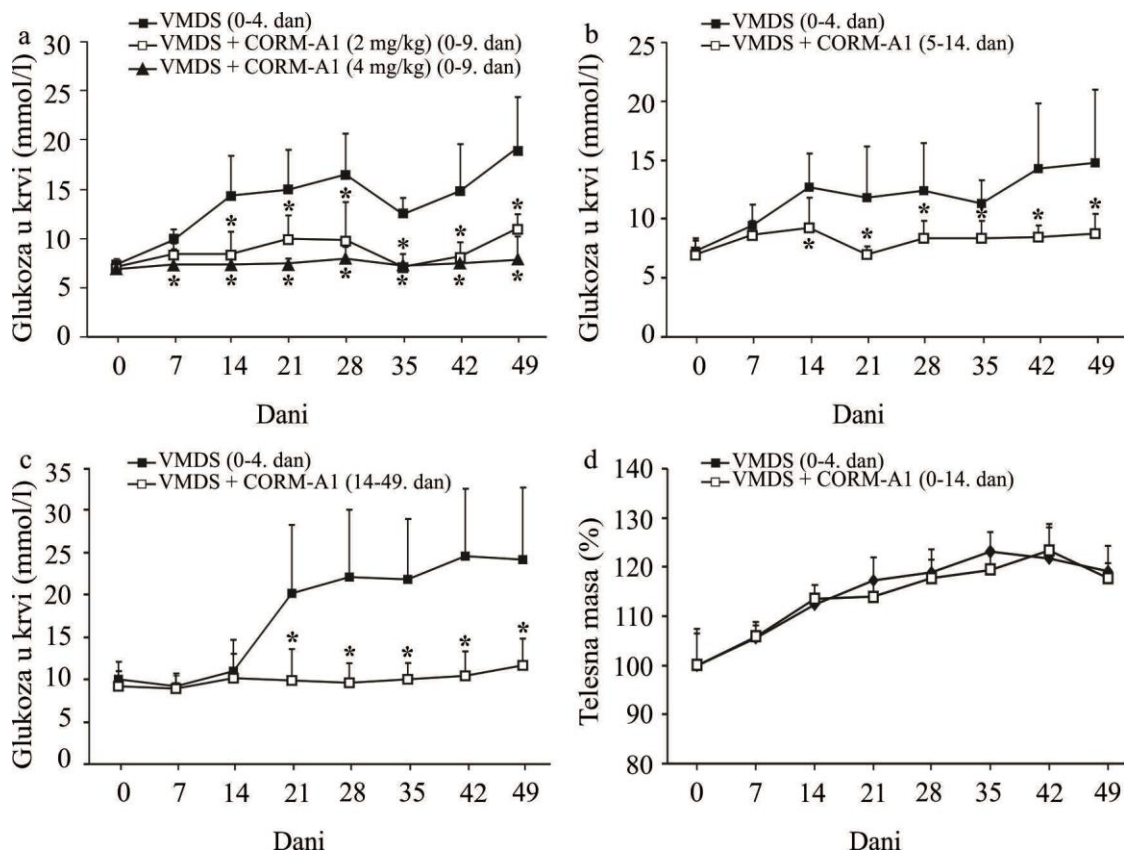 a
VMDS (0-4. dan)
VMDS + CORM-A1 (2 mg/kg) (0-9. dan)
VMDS + CORM-A1 (4 mg/kg) (0-9. dan)
Glukoza u krvi (mmol/l)
30
25
20
15
10
5
0
* * * * * *
* * * * * * *
0 7 14 21 28 35 42 49
Dani
b
VMDS (0-4. dan)
VMDS + CORM-A1 (5-14. dan)
Glukoza u krvi (mmol/l)
25
20
15
10
5
0
* * * * * *
0 7 14 21 28 35 42 49
Dani
c
VMDS (0-4. dan)
VMDS + CORM-A1 (14-49. dan)
Glukoza u krvi (mmol/l)
35
30
25
20
15
10
5
0
* * * * *
0 7 14 21 28 35 42 49
Dani
d
VMDS (0-4. dan)
VMDS + CORM-A1 (0-14. dan)
Telesna masa (%)
140
130
120
110
100
90
80
0 7 14 21 28 35 42 49
Dani